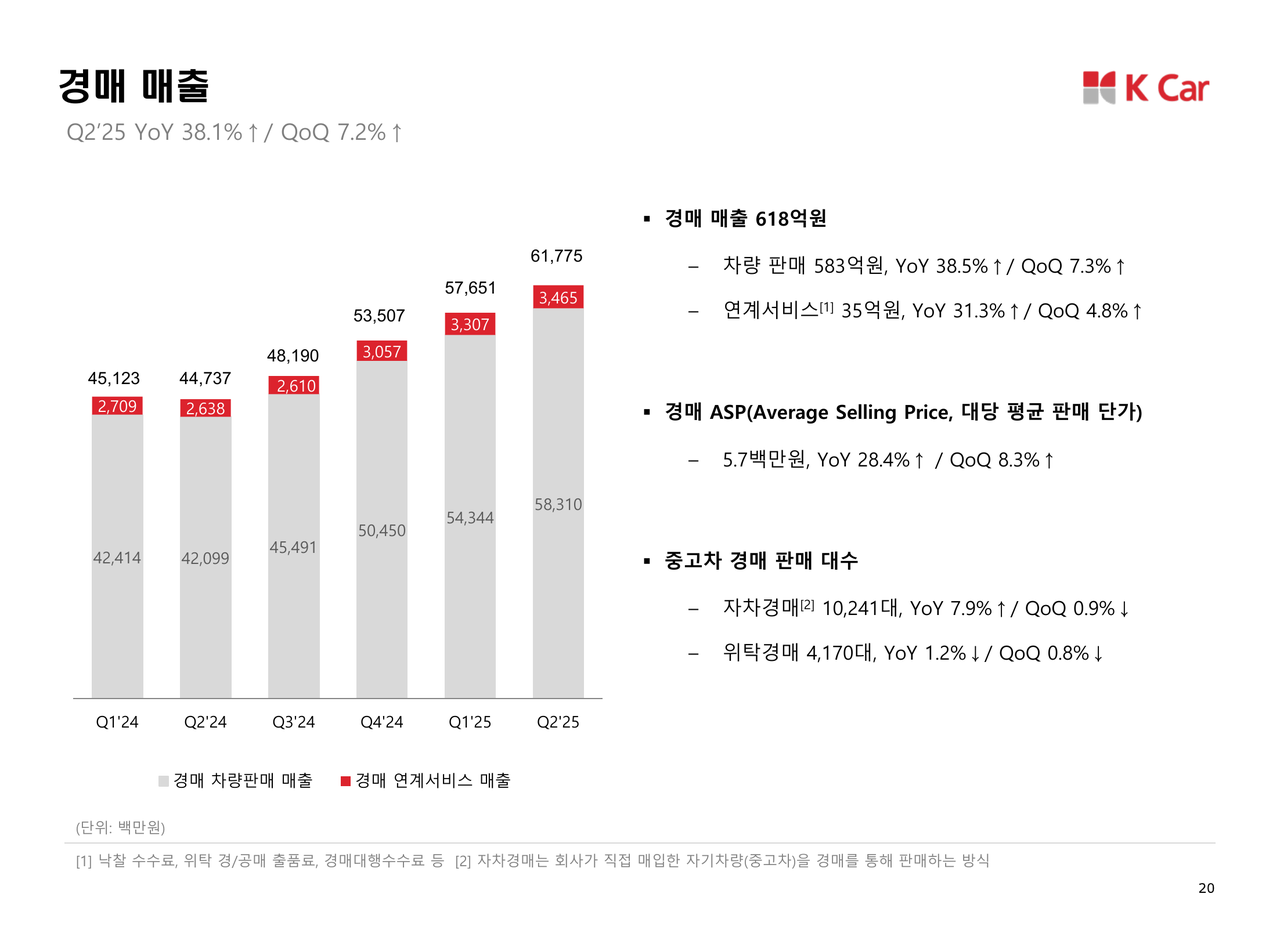 경매 매출
K Car
Q2’25 YoY 38.1%↑/ QoQ 7.2%↑
45,123
44,737
48,190
53,507
57,651
61,775
2,709
2,638
2,610
3,057
3,307
3,465
42,414
42,099
45,491
50,450
54,344
58,310
Q1'24
Q2'24
Q3'24
Q4'24
Q1'25
Q2'25
경매 차량판매 매출
경매 연계서비스 매출
▪ 경매 매출 618억원
– 차량 판매 583억원, YoY 38.5%↑/ QoQ 7.3%↑
– 연계서비스[1] 35억원, YoY 31.3%↑/ QoQ 4.8%↑
▪ 경매 ASP(Average Selling Price, 대당 평균 판매 단가)
– 5.7백만원, YoY 28.4%↑ / QoQ 8.3%↑
▪ 중고차 경매 판매 대수
– 자차경매[2] 10,241대, YoY 7.9%↑/ QoQ 0.9%↓
– 위탁경매 4,170대, YoY 1.2%↓/ QoQ 0.8%↓
(단위: 백만원)
[1] 낙찰 수수료, 위탁 경/공매 출품료, 경매대행수수료 등 [2] 자차경매는 회사가 직접 매입한 자기차량(중고차)을 경매를 통해 판매하는 방식
20